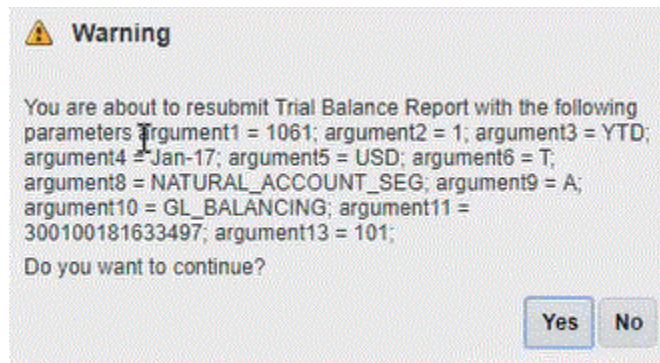 Warning
You are about to resubmit Trial Balance Report with the following
parameters argument1 = 1061; argument2 = 1; argument3 = YTD;
argument4 = Jan-17; argument5 = USD; argument6 = T;
argument8 = NATURAL_ACCOUNT_SEG; argument9 = A;
argument10 = GL_BALANCING; argument11 =
300100181633497; argument13 = 101;
Do you want to continue?
Yes No